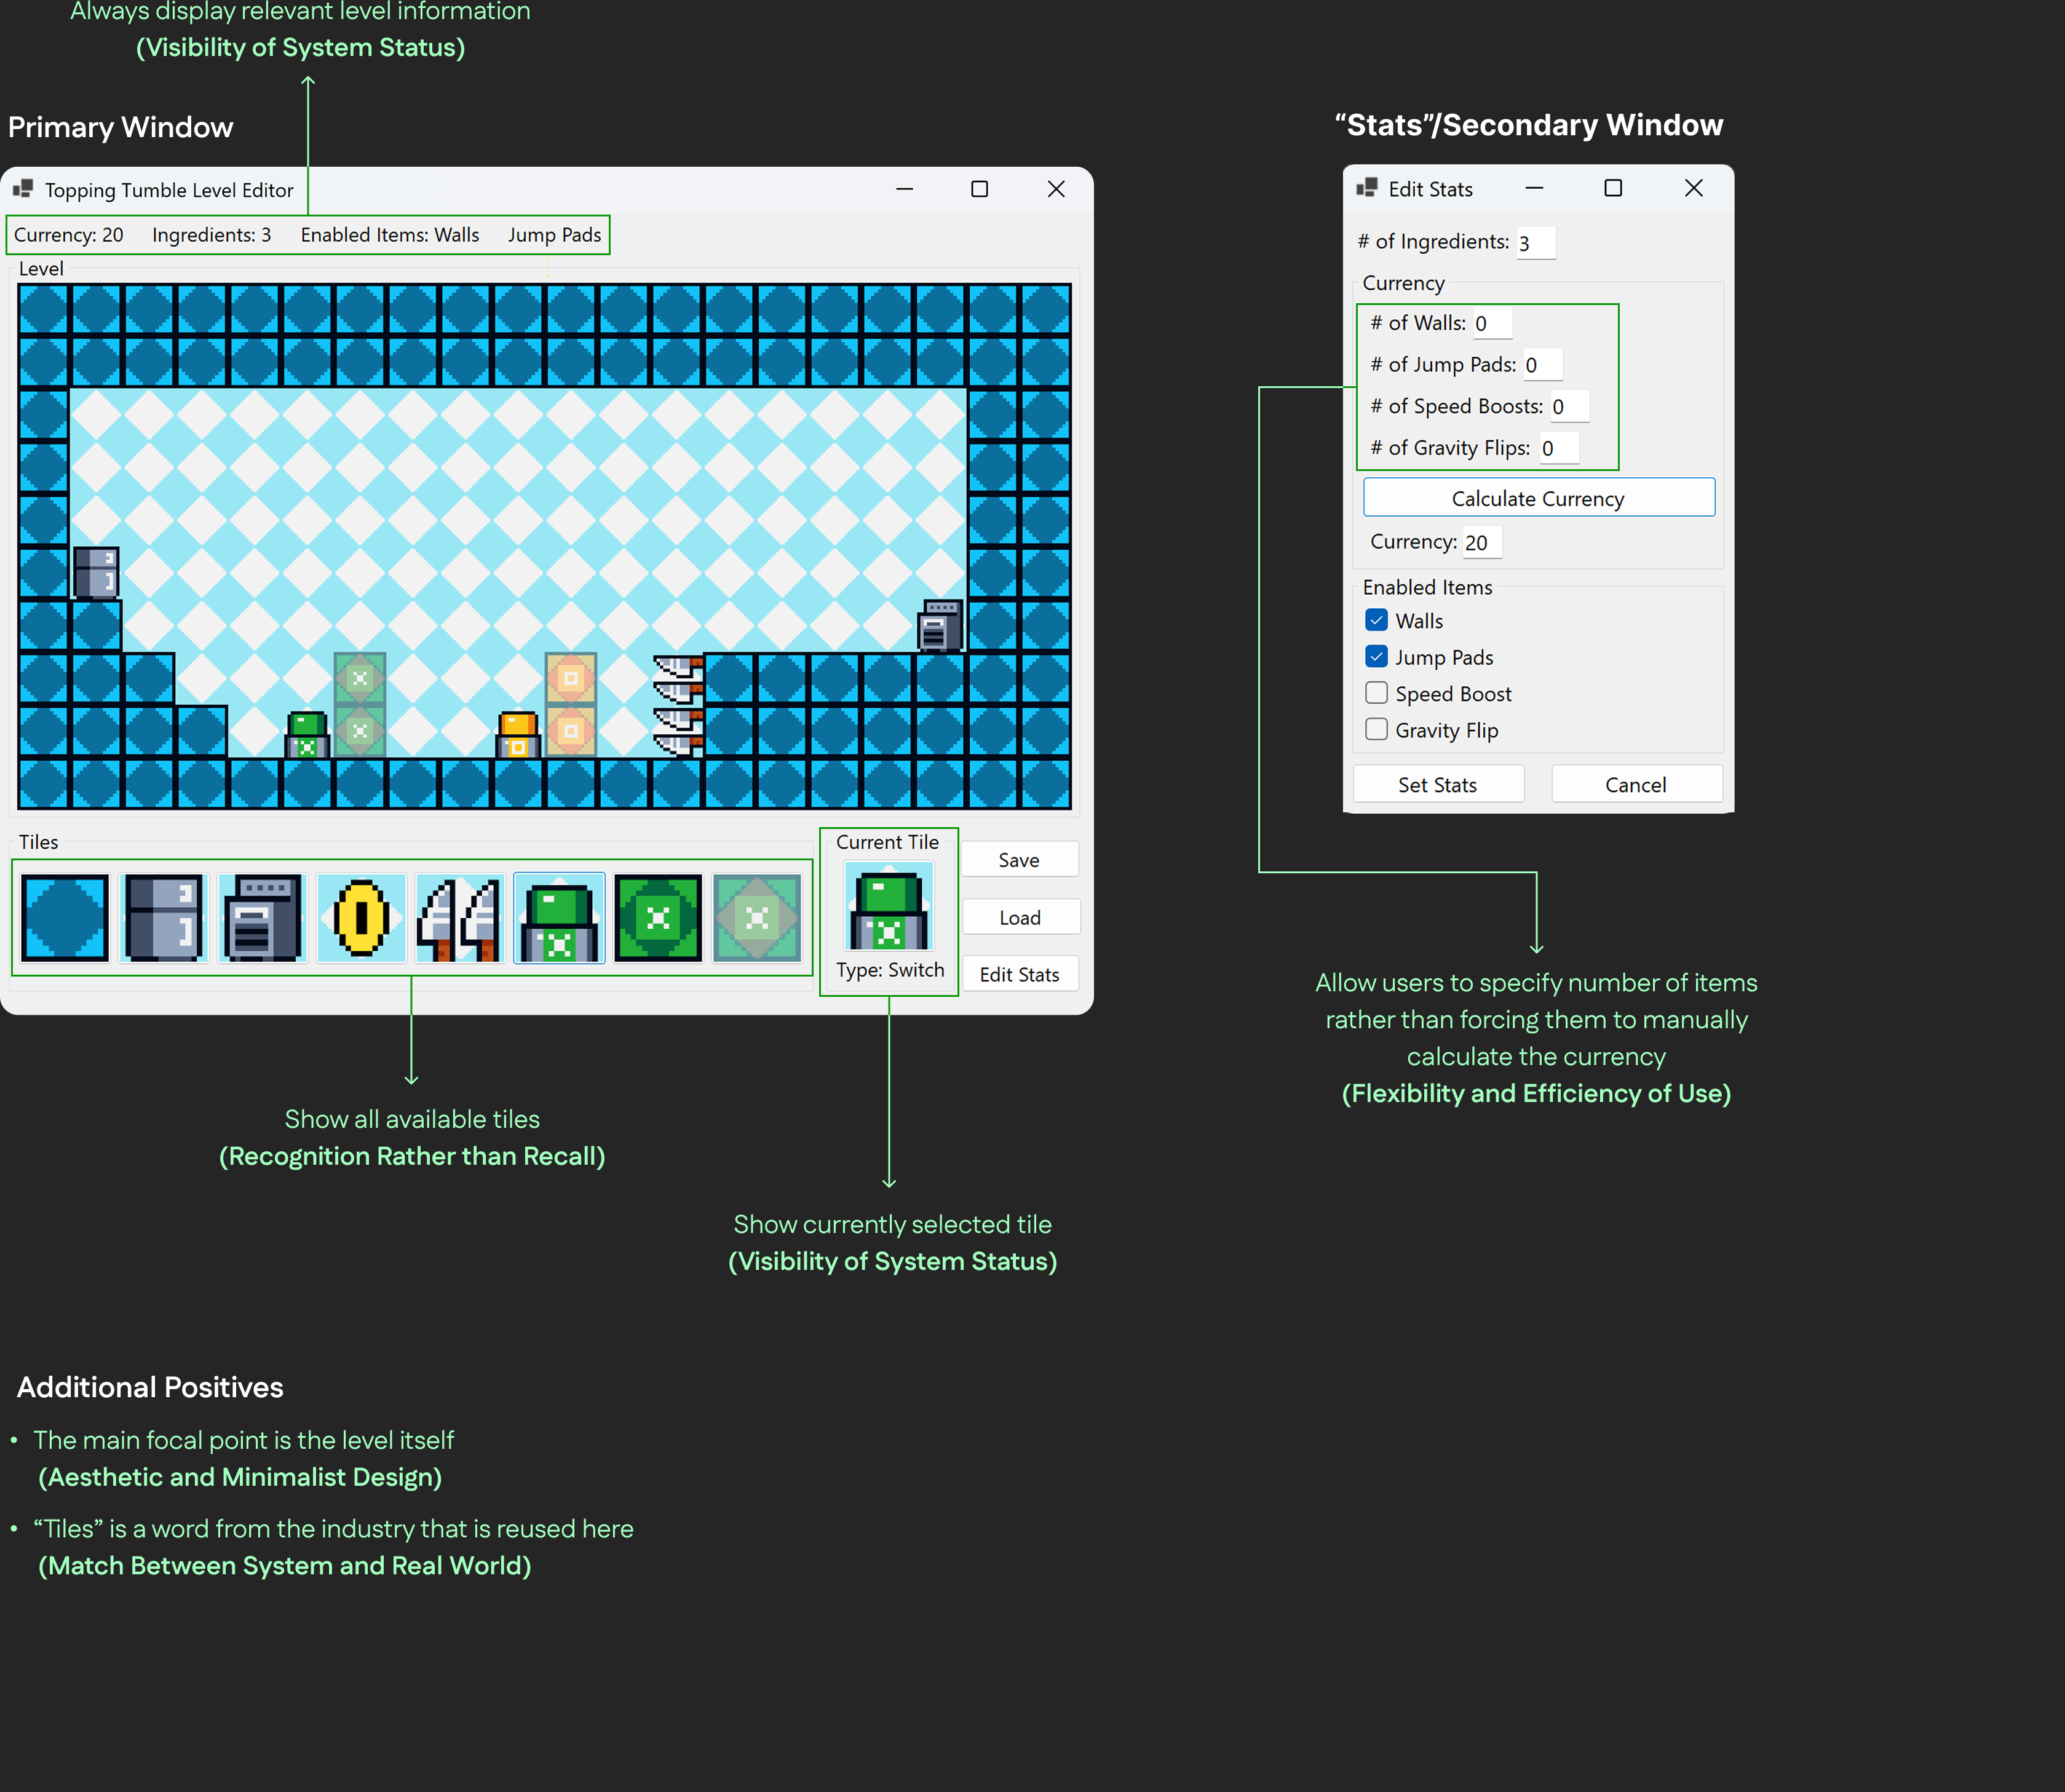 Always display relevant level information
(Visibility of System Status)
Primary Window
Topping Tumble Level Editor
Currency: 20 Ingredients: 3 Enabled Items: Walls Jump Pads
Level
Tiles
Current Tile
Type: Switch
Save
Load
Edit Stats
Show all available tiles
(Recognition Rather than Recall)
Show currently selected tile
(Visibility of System Status)
“Stats”/Secondary Window
Edit Stats
# of Ingredients: 3
Currency
# of Walls: 0
# of Jump Pads: 0
# of Speed Boosts: 0
# of Gravity Flips: 0
Calculate Currency
Currency: 20
Enabled Items
Walls
Jump Pads
Speed Boost
Gravity Flip
Set Stats Cancel
Allow users to specify number of items
rather than forcing them to manually
calculate the currency
(Flexibility and Efficiency of Use)
Additional Positives
• The main focal point is the level itself
(Aesthetic and Minimalist Design)
• “Tiles” is a word from the industry that is reused here
(Match Between System and Real World)